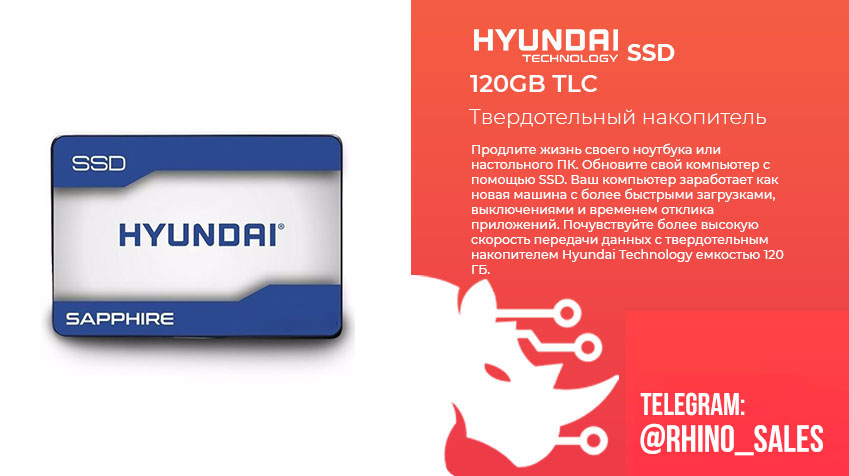 SSD
HYUNDAI®
SAPPHIRE
HYUNDAI
TECHNOLOGY SSD
120GB TLC
Твердотельный накопитель
Продлите жизнь своего ноутбука или
настольного ПК. Обновите свой компьютер с
помощью SSD. Ваш компьютер заработает как
новая машина с более быстрыми загрузками,
выключениями и временем отклика
приложений. Почувствуйте более высокую
скорость передачи данных с твердотельным
накопителем Hyundai Technology емкостью 120
ГБ.
TELEGRAM:
@RHINO_SALES